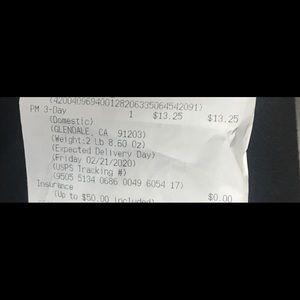 (420040969400128206335064542091)
PM 3-Day 1 $13.25 $13.25
(Domestic)
(GLENDALE, CA 91203)
(Weight:2 Lb 8.60 Oz)
(Expected Delivery Day)
(Friday 02/21/2020)
(USPS Tracking #)
(9505 5134 0686 0049 6054 17)
Insurance $0.00
(Up to $50.00 included)